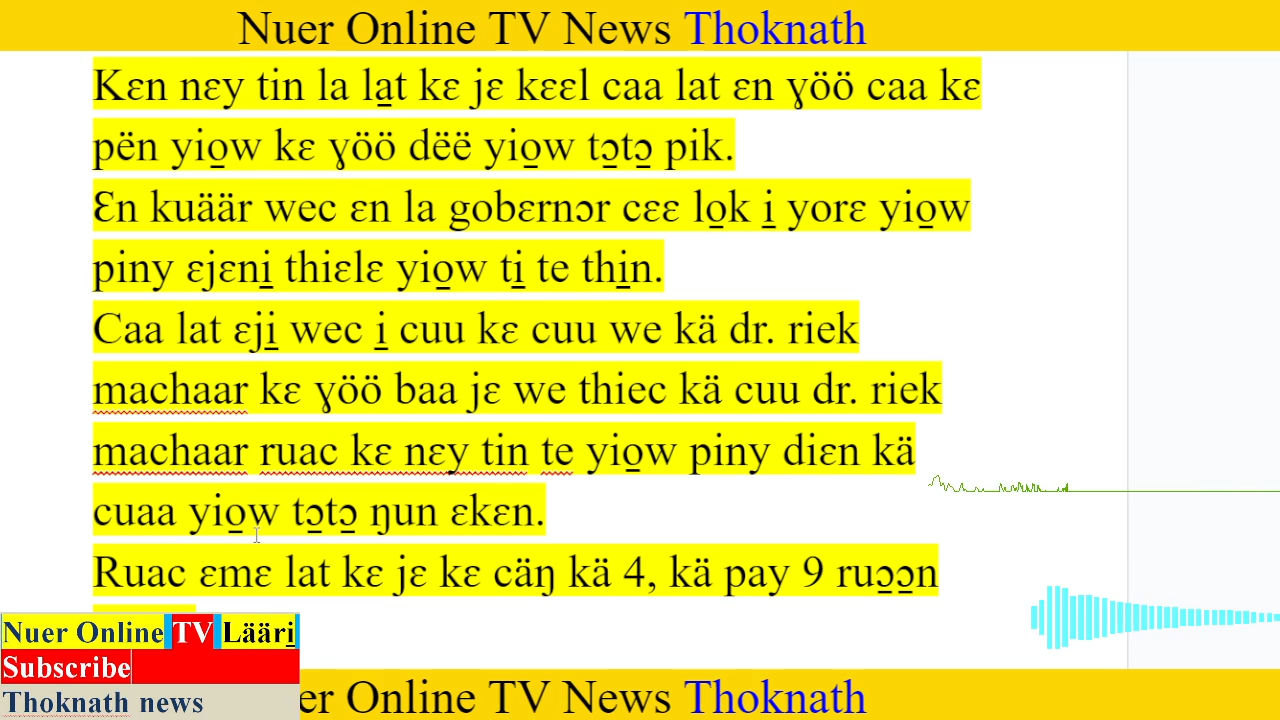 Nuer Online TV News Thoknath
Kɛn nɛy tin la la̱t kɛ jɛ kɛɛl caa lat ɛn ɣöö caa kɛ
pën yio̱w kɛ ɣöö dëë yio̱w tɔ̱tɔ̱ pik.
Ɛn kuäär wec ɛn la gobɛrnɔr cɛɛ lo̱k i̱ yorɛ yio̱w
piny ɛjɛni̱ thiɛlɛ yio̱w ti̱ te thi̱n.
Caa lat ɛji̱ wec i̱ cuu kɛ cuu we kä dr. riek
machaar kɛ ɣöö baa jɛ we thiec kä cuu dr. riek
machaar ruac kɛ nɛy tin te yio̱w piny diɛn kä
cuaa yio̱w tɔ̱tɔ̱ ŋun ɛkɛn.
Ruac ɛmɛ lat kɛ jɛ kɛ cäŋ kä 4, kä pay 9 ruɔ̱ɔ̱n
Nuer Online TV Lääri̱
Subscribe
Thoknath news
er Online TV News Thoknath